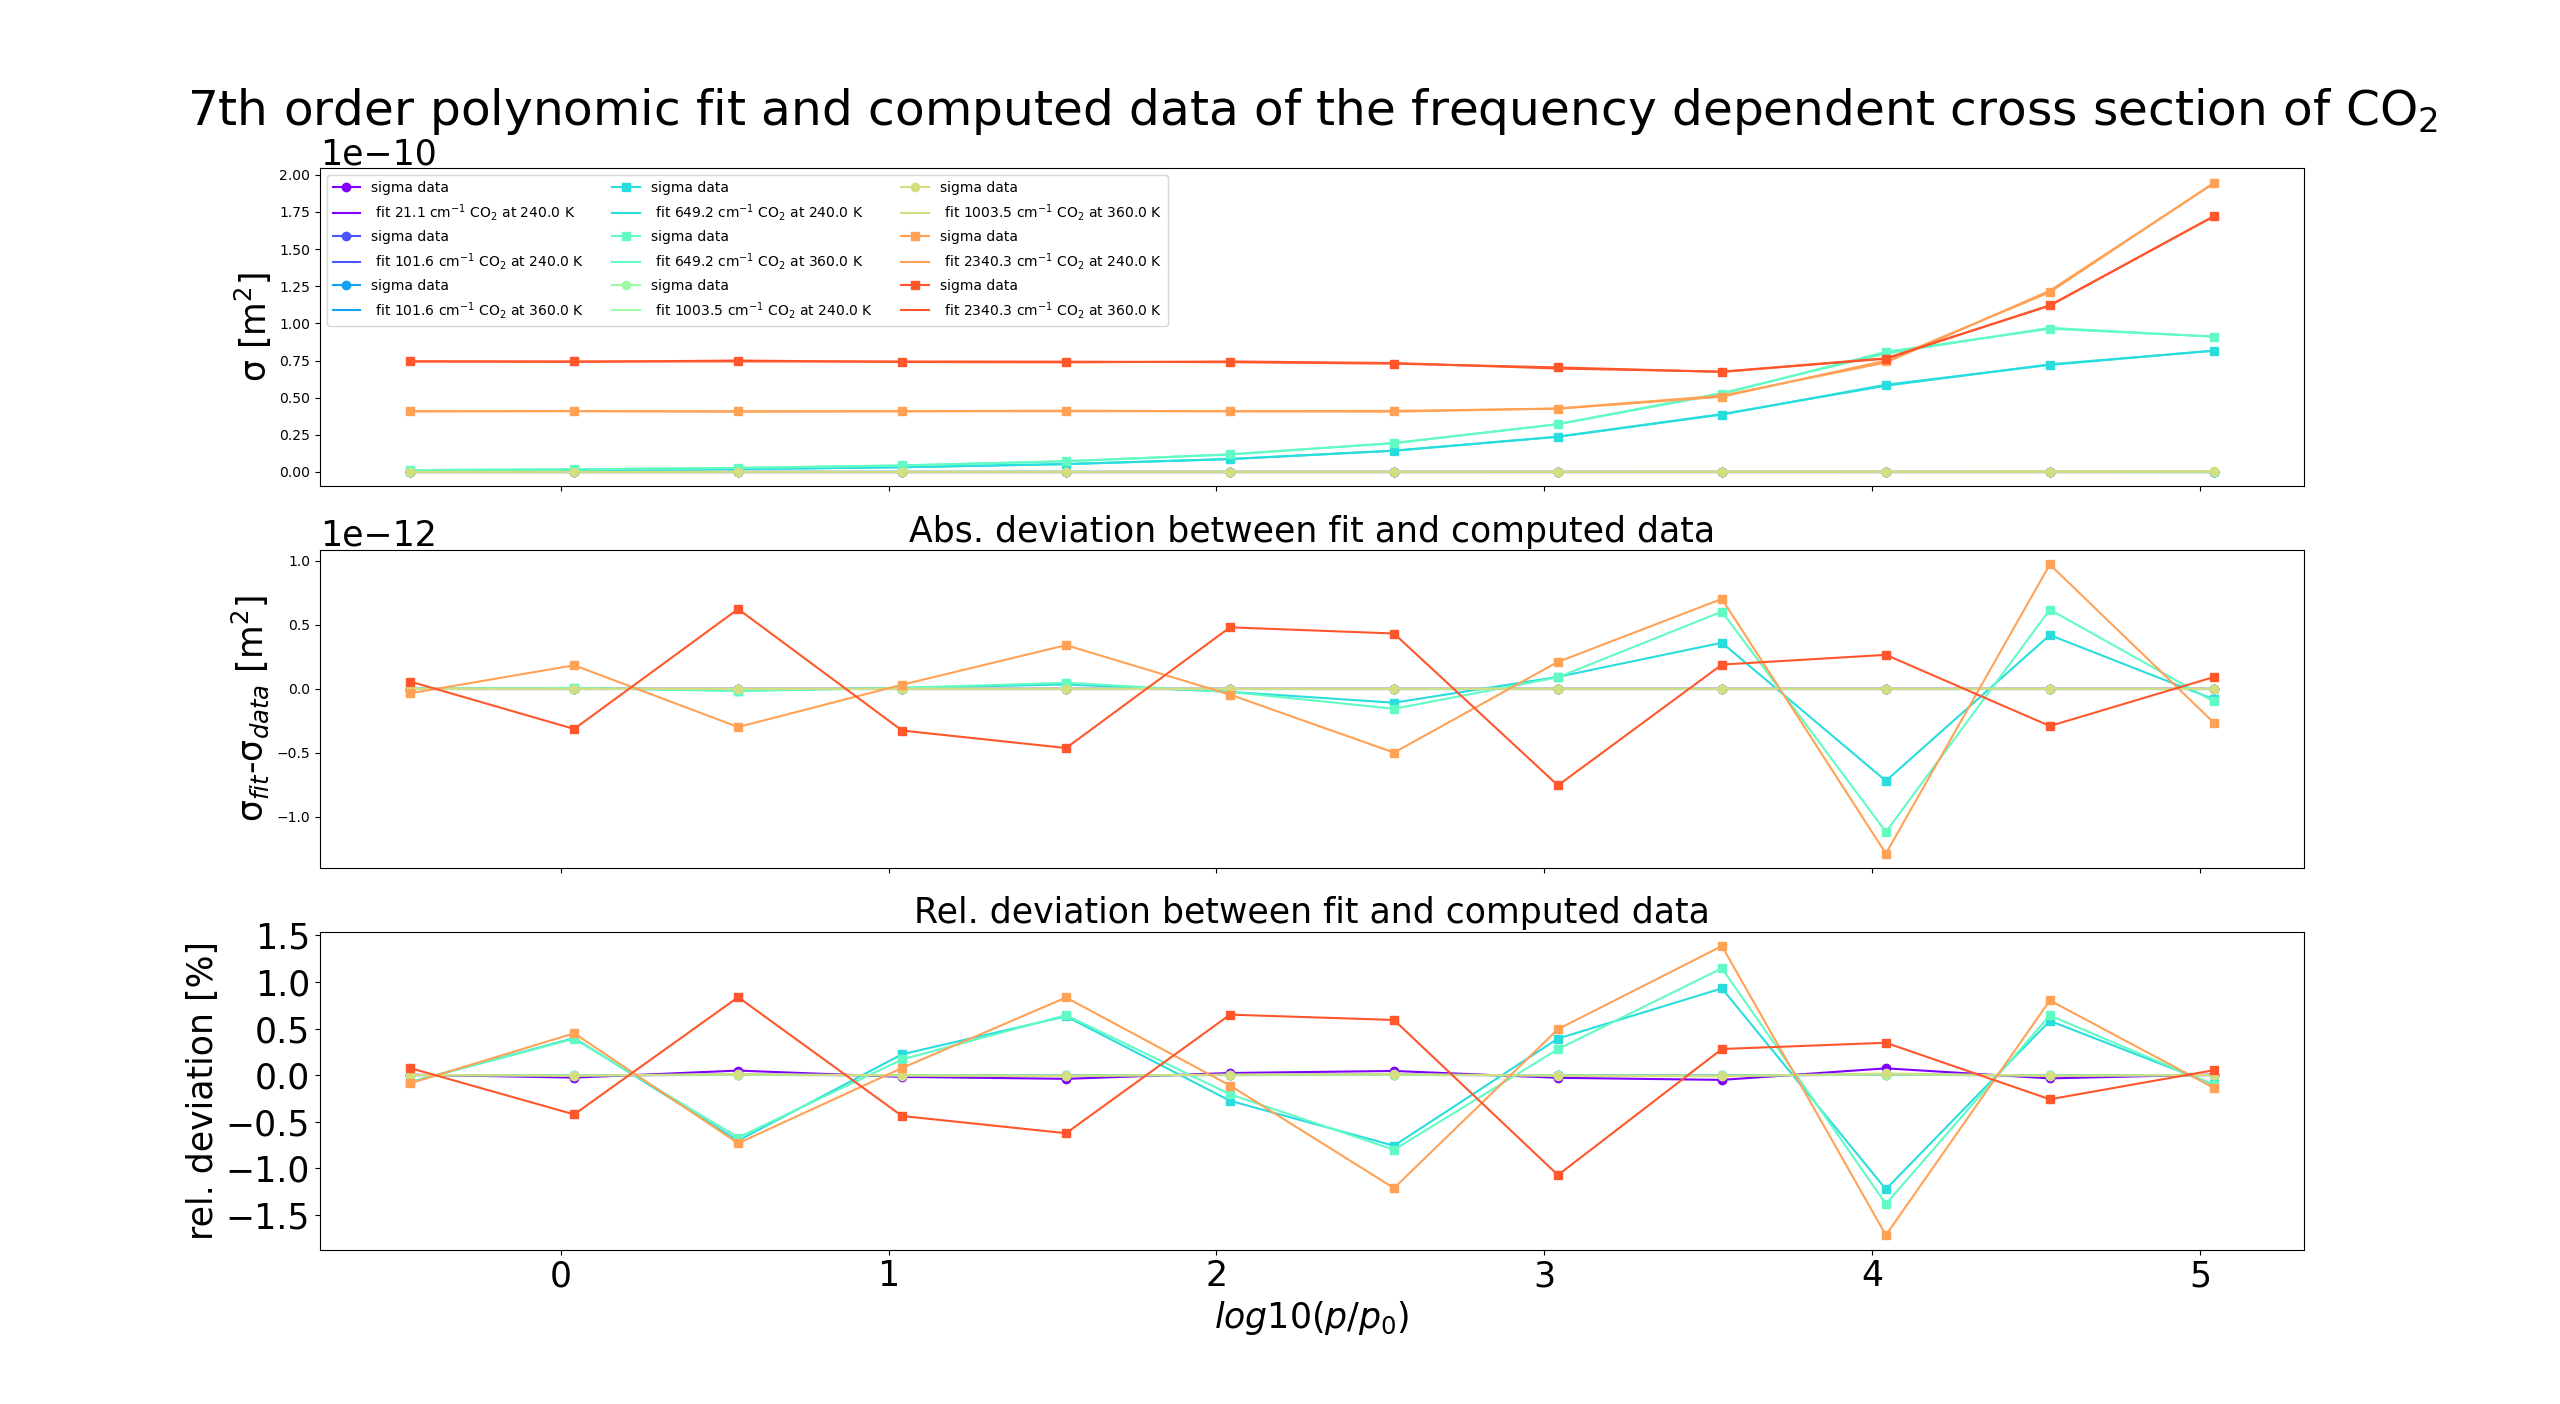 7th order polynomic fit and computed data of the frequency dependent cross section of CO₂
1e−10
2.00
1.75
1.50
1.25
1.00
0.75
0.50
0.25
0.00
σ [m²]
sigma data
fit 21.1 cm⁻¹ CO₂ at 240.0 K
sigma data
fit 101.6 cm⁻¹ CO₂ at 240.0 K
sigma data
fit 101.6 cm⁻¹ CO₂ at 360.0 K
sigma data
fit 649.2 cm⁻¹ CO₂ at 240.0 K
sigma data
fit 649.2 cm⁻¹ CO₂ at 360.0 K
sigma data
fit 1003.5 cm⁻¹ CO₂ at 240.0 K
sigma data
fit 1003.5 cm⁻¹ CO₂ at 360.0 K
sigma data
fit 2340.3 cm⁻¹ CO₂ at 240.0 K
sigma data
fit 2340.3 cm⁻¹ CO₂ at 360.0 K
Abs. deviation between fit and computed data
1e−12
1.0
0.5
0.0
−0.5
−1.0
σfit-σdata [m²]
Rel. deviation between fit and computed data
1.5
1.0
0.5
0.0
−0.5
−1.0
−1.5
rel. deviation [%]
0 1 2 3 4 5
log10(p/p₀)